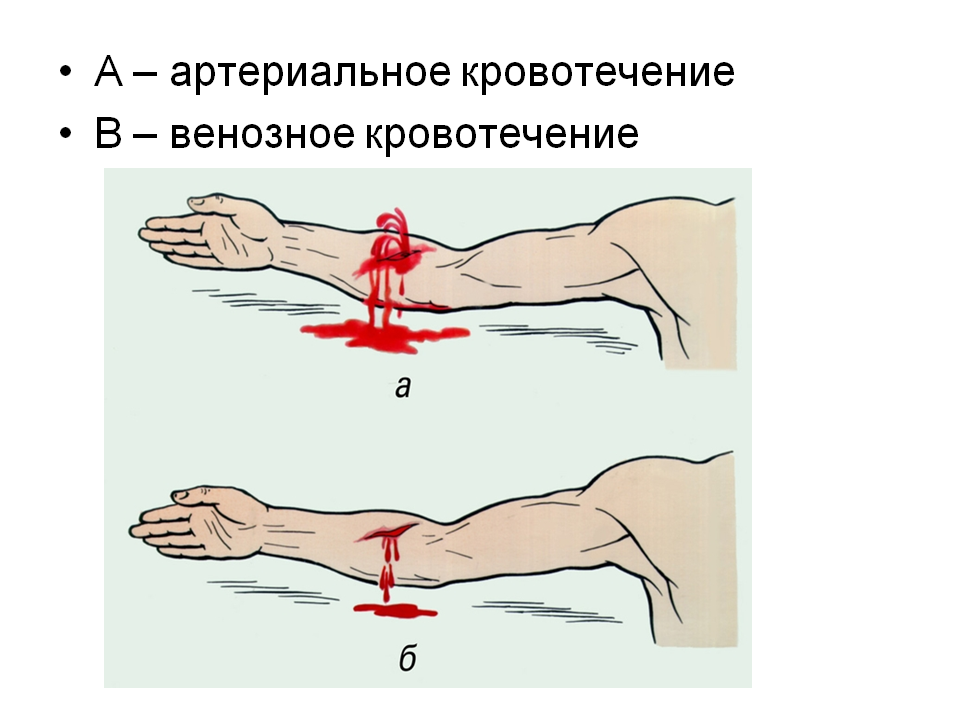 • А – артериальное кровотечение
• В – венозное кровотечение
а
б